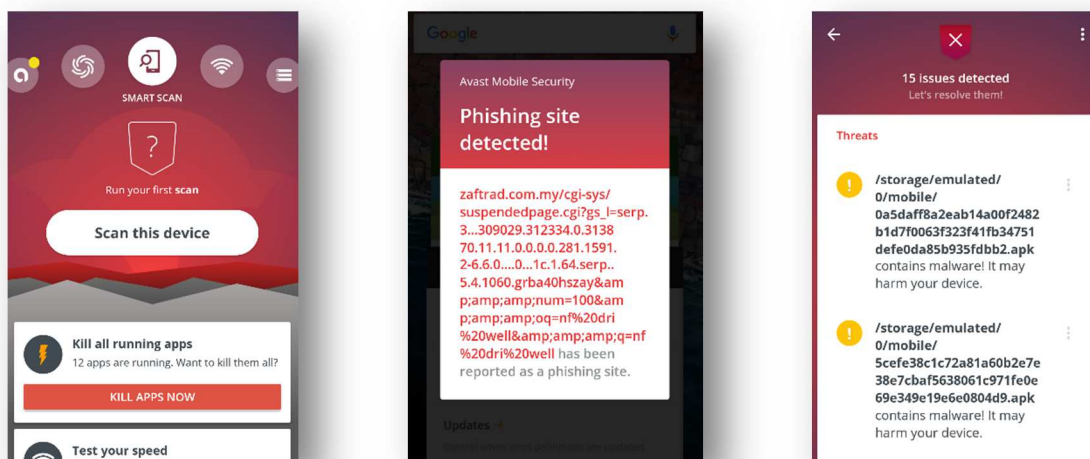 SMART SCAN
?
Run your first scan
Scan this device
Kill all running apps
12 apps are running. Want to kill them all?
KILL APPS NOW
Test your speed
Google
Avast Mobile Security
Phishing site
detected!
zaftrad.com.my/cgi-sys/
suspendedpage.cgi?gs_l=serp.
3...309029.312334.0.3138
70.11.11.0.0.0.0.281.1591.
2-6.6.0....0...1c.1.64.serp..
5.4.1060.grba40hszay&am
p;amp;amp;num=100&am
p;amp;amp;oq=nf%20dri
%20well&amp;amp;amp;q=nf
%20dri%20well has been
reported as a phishing site.
Updates
15 issues detected
Let's resolve them!
Threats
/storage/emulated/
0/mobile/
0a5daff8a2eab14a00f2482
b1d7f0063f323f41fb34751
defe0da85b935fdbb2.apk
contains malware! It may
harm your device.
/storage/emulated/
0/mobile/
5cefe38c1c72a81a60b2e7e
38e7cbaf5638061c971fe0e
69e349e19e6e0804d9.apk
contains malware! It may
harm your device.